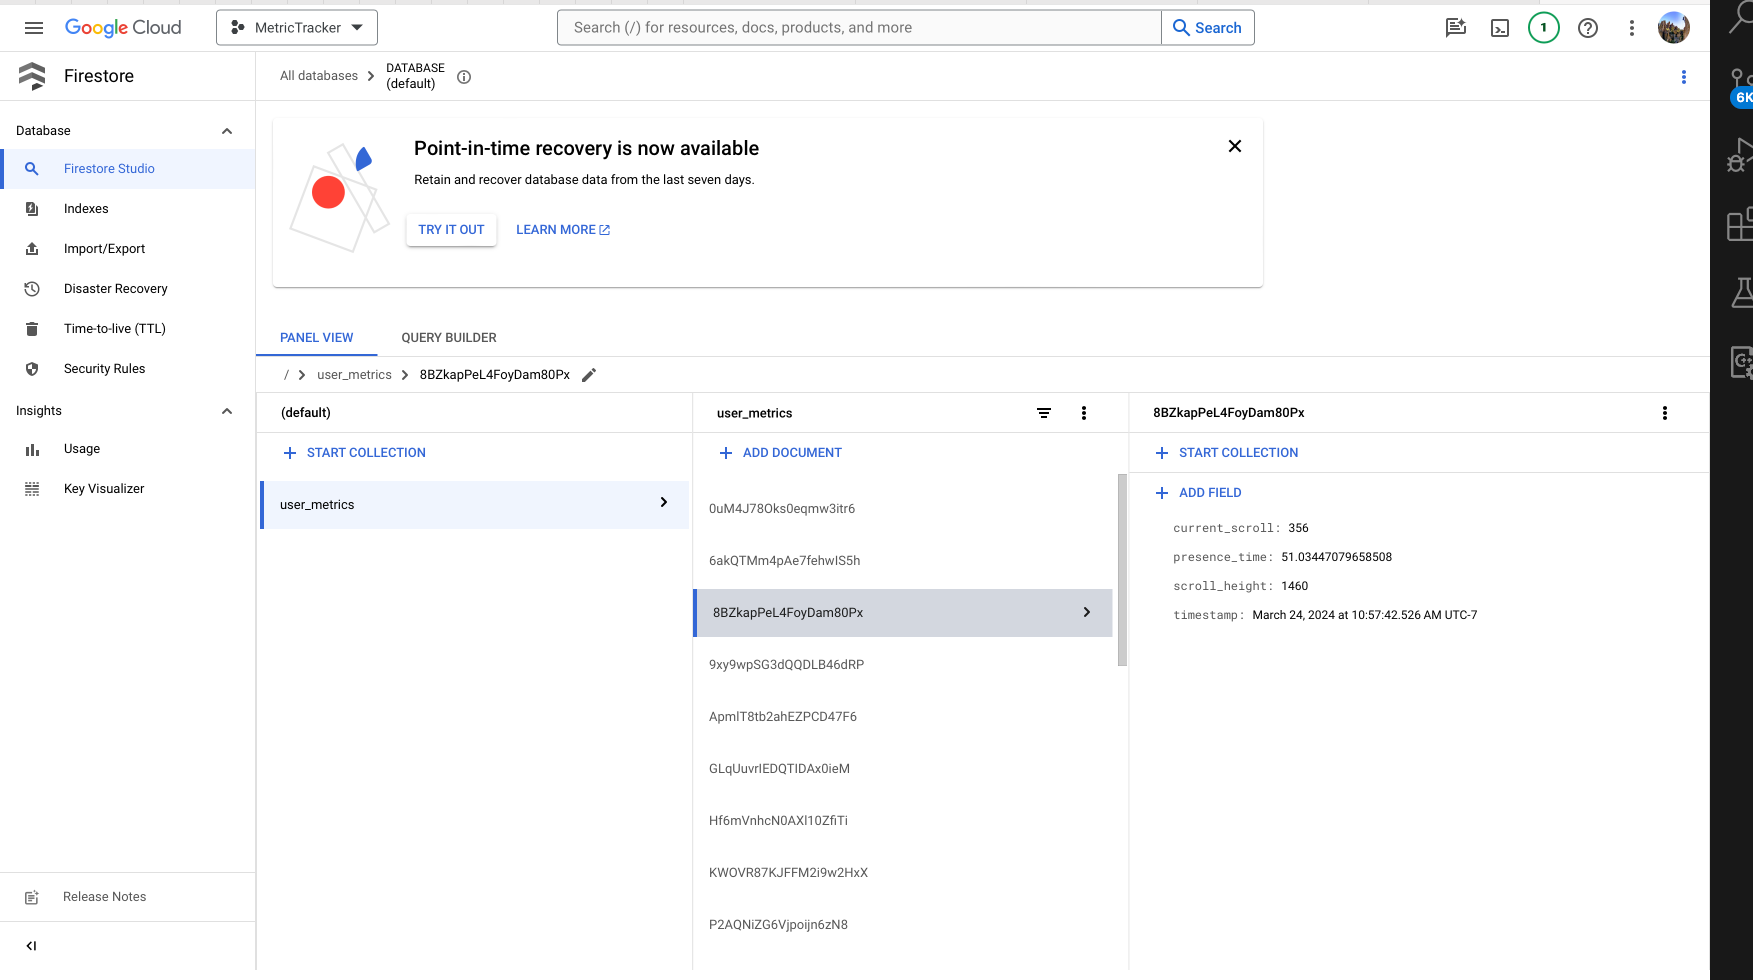 Google Cloud
MetricTracker
Search (/) for resources, docs, products, and more
Search
1
Firestore
All databases
DATABASE
(default)
6K
Database
Firestore Studio
Indexes
Import/Export
Disaster Recovery
Time-to-live (TTL)
Security Rules
Insights
Usage
Key Visualizer
Release Notes
Point-in-time recovery is now available
Retain and recover database data from the last seven days.
TRY IT OUT
LEARN MORE
PANEL VIEW
QUERY BUILDER
/ user_metrics 8BZkapPeL4FoyDam80Px
(default)
START COLLECTION
user_metrics
user_metrics
ADD DOCUMENT
0uM4J78Oks0eqmw3itr6
6akQTMm4pAe7fehwIS5h
8BZkapPeL4FoyDam80Px
9xy9wpSG3dQQDLB46dRP
ApmlT8tb2ahEZPCD47F6
GLqUuvrIEDQTIDAx0ieM
Hf6mVnhcN0AXl10ZfiTi
KWOVR87KJFFM2i9w2HxX
P2AQNiZG6Vjpoijn6zN8
8BZkapPeL4FoyDam80Px
START COLLECTION
ADD FIELD
current_scroll: 356
presence_time: 51.03447079658508
scroll_height: 1460
timestamp: March 24, 2024 at 10:57:42.526 AM UTC-7